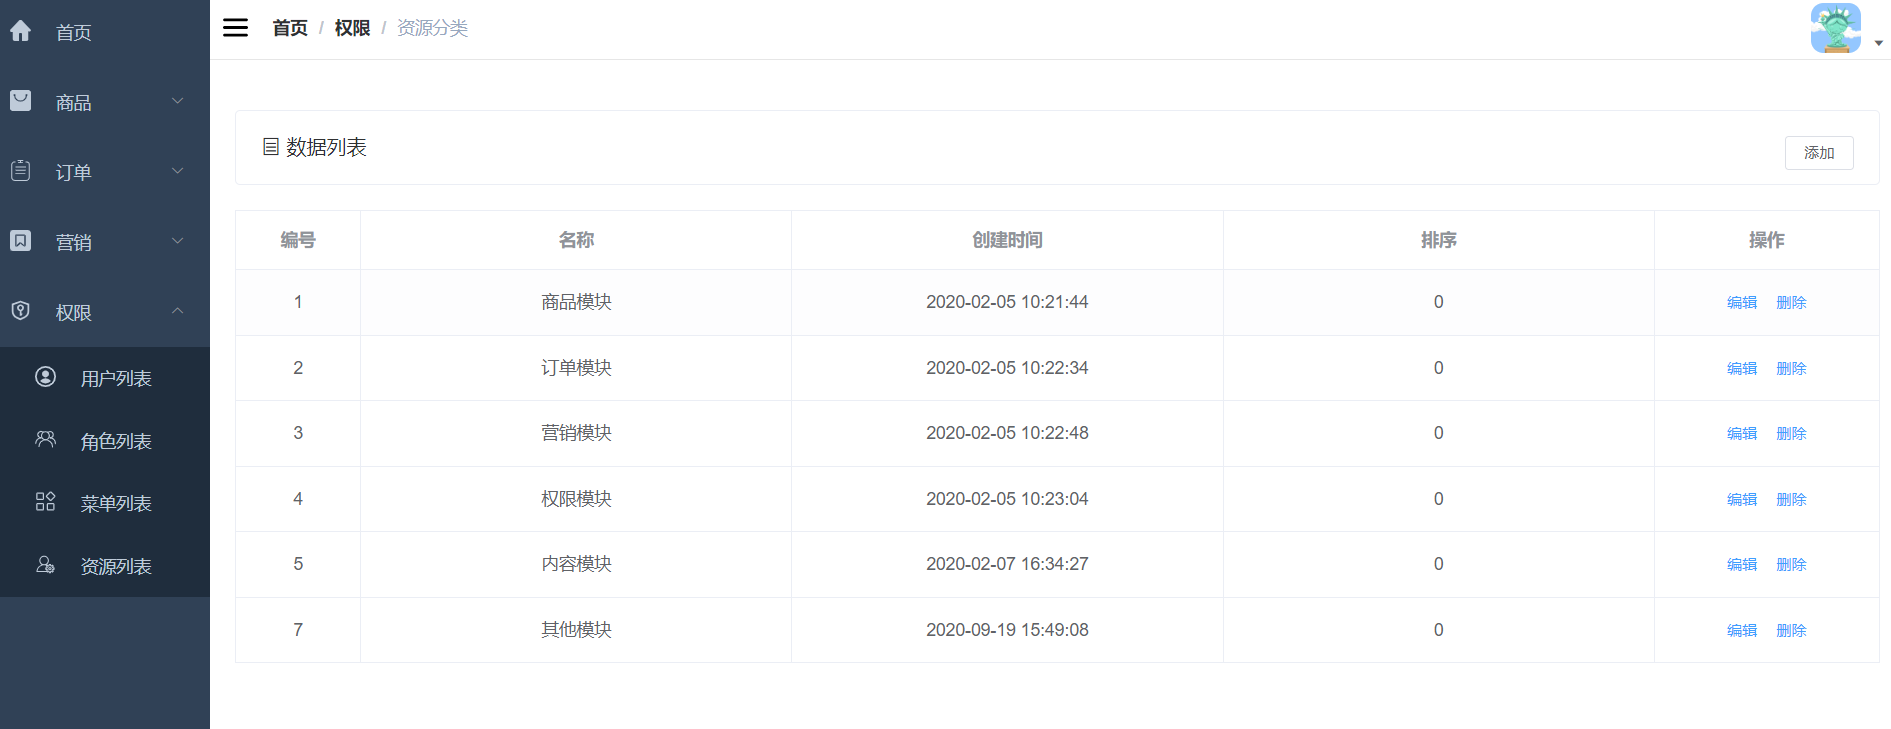 首页
商品
订单
营销
权限
用户列表
角色列表
菜单列表
资源列表
首页 / 权限 / 资源分类
数据列表
添加
编号 名称 创建时间 排序 操作
1 商品模块 2020-02-05 10:21:44 0 编辑 删除
2 订单模块 2020-02-05 10:22:34 0 编辑 删除
3 营销模块 2020-02-05 10:22:48 0 编辑 删除
4 权限模块 2020-02-05 10:23:04 0 编辑 删除
5 内容模块 2020-02-07 16:34:27 0 编辑 删除
7 其他模块 2020-09-19 15:49:08 0 编辑 删除